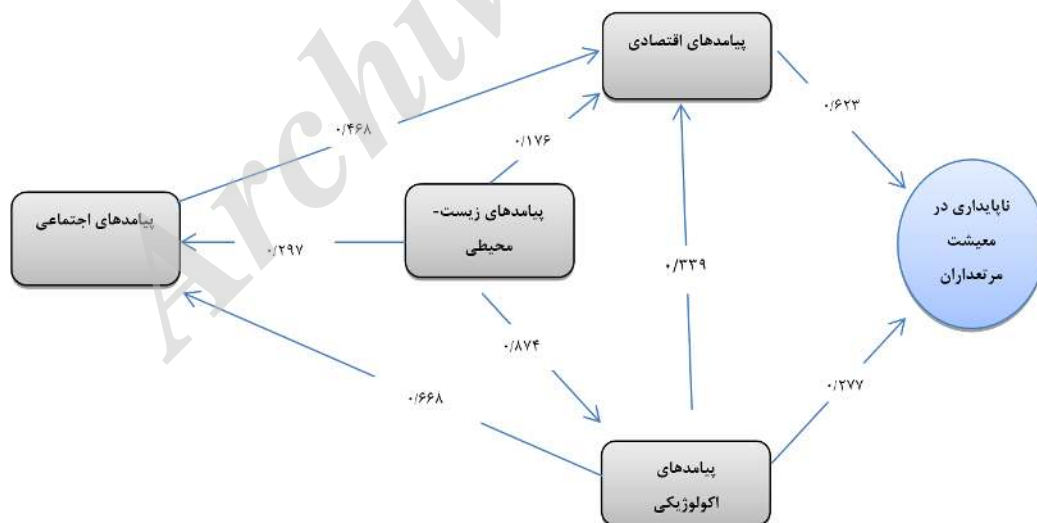 پیامدهای اقتصادی
۰/۶۲۳
۰/۴۶۸
۰/۱۷۶
پیامدهای اجتماعی
پیامدهای زیست-
محیطی
ناپایداری در
معیشت
مرتعداران
۰/۲۹۷
۰/۳۳۹
۰/۸۷۴
۰/۶۶۸
۰/۲۷۷
پیامدهای
اکولوژیکی
Archiv